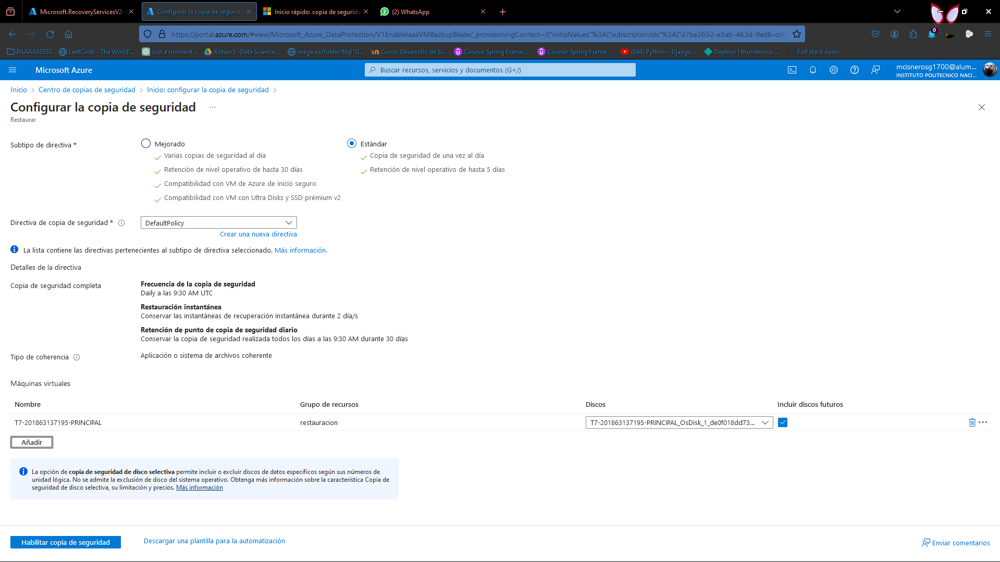 Microsoft.RecoveryServicesV2-1
Configurar la copia de segurida
Inicio rápido: copia de segurida
2
(2) WhatsApp
https://portal.azure.com/#view/Microsoft_Azure_DataProtection/V1EnableIaasVMBackupBlade/_provisioningContext~/{"initialValues"%3A{"subscriptionIds"%3A["d7be2652-e3ab-463d-9ed6-cc4
0
PAAAASSSSS
LeetCode - The World'...
Just a moment...
Rohan's -Data Science...
mega.nz/folder/Nql1G...
Curso: Desarrollo de Si...
Course: Spring Frame...
Course: Spring Frame...
(694) Python - Django ...
Deploys | thunderous-...
Full stack open
Microsoft Azure
Buscar recursos, servicios y documentos (G+/)
mcisnerosg1700@alum...
INSTITUTO POLITECNICO NACI...
Inicio > Centro de copias de seguridad > Inicio: configurar la copia de seguridad >
Configurar la copia de seguridad ...
Restaurar
Subtipo de directiva *
Mejorado
Varias copias de seguridad al día
Retención de nivel operativo de hasta 30 días
Compatibilidad con VM de Azure de inicio seguro
Compatibilidad con VM con Ultra Disks y SSD prémium v2
Estándar
Copia de seguridad de una vez al día
Retención de nivel operativo de hasta 5 días
Directiva de copia de seguridad *
DefaultPolicy
Crear una nueva directiva
La lista contiene las directivas pertenecientes al subtipo de directiva seleccionado. Más información.
Detalles de la directiva
Copia de seguridad completa
Frecuencia de la copia de seguridad
Daily a las 9:30 AM UTC
Restauración instantánea
Conservar las instantáneas de recuperación instantánea durante 2 día/s
Retención de punto de copia de seguridad diario
Conservar la copia de seguridad realizada todos los días a las 9:30 AM durante 30 días
Tipo de coherencia
Aplicación o sistema de archivos coherente
Máquinas virtuales
Nombre Grupo de recursos Discos Incluir discos futuros
T7-201863137195-PRINCIPAL restauracion T7-201863137195-PRINCIPAL_OsDisk_1_de0f018dd73...
Añadir
La opción de copia de seguridad de disco selectiva permite incluir o excluir discos de datos específicos según sus números de
unidad lógica. No se admite la exclusión de disco del sistema operativo. Obtenga más información sobre la característica Copia de
seguridad de disco selectiva, su limitación y precios. Más información
Habilitar copia de seguridad
Descargar una plantilla para la automatización
Enviar comentarios